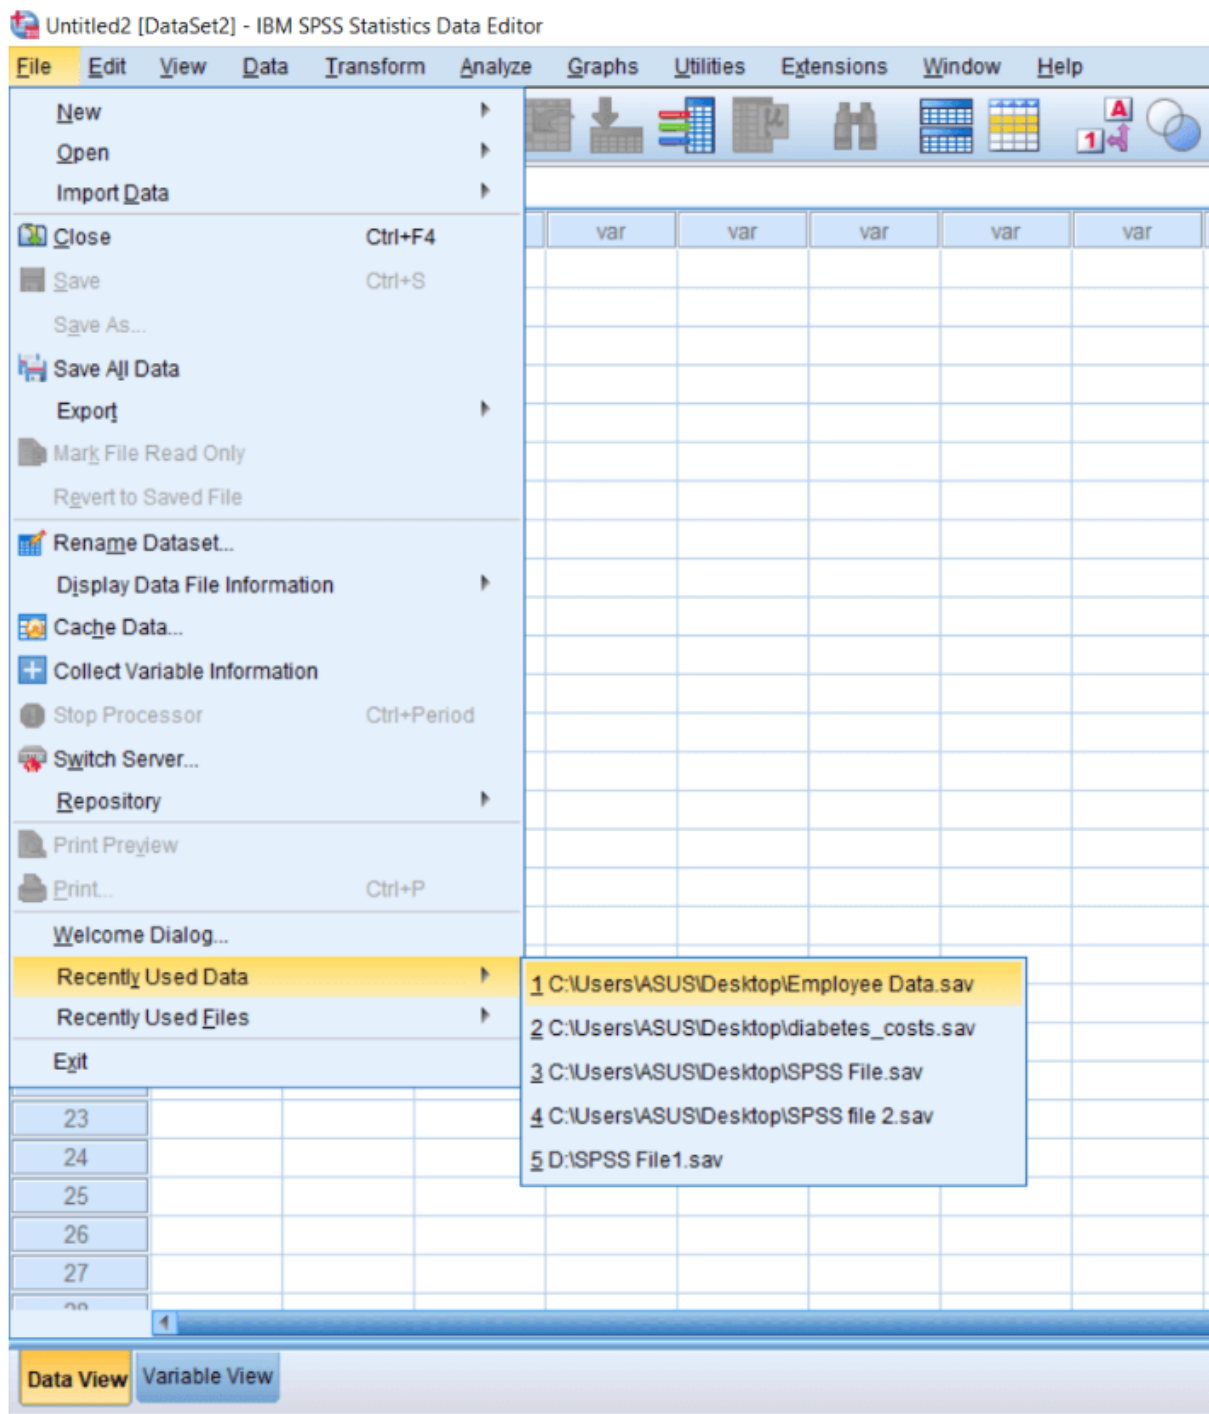 Untitled2 [DataSet2] - IBM SPSS Statistics Data Editor
File Edit View Data Transform Analyze Graphs Utilities Extensions Window Help
New
Open
Import Data
Close Ctrl+F4
Save Ctrl+S
Save As...
Save All Data
Export
Mark File Read Only
Revert to Saved File
Rename Dataset...
Display Data File Information
Cache Data...
Collect Variable Information
Stop Processor Ctrl+Period
Switch Server...
Repository
Print Preview
Print... Ctrl+P
Welcome Dialog...
Recently Used Data
Recently Used Files
Exit
1 C:\Users\ASUS\Desktop\Employee Data.sav
2 C:\Users\ASUS\Desktop\diabetes_costs.sav
3 C:\Users\ASUS\Desktop\SPSS File.sav
4 C:\Users\ASUS\Desktop\SPSS file 2.sav
5 D:\SPSS File1.sav
μ A 1
var var var var var
23
24
25
26
27
28
Data View Variable View